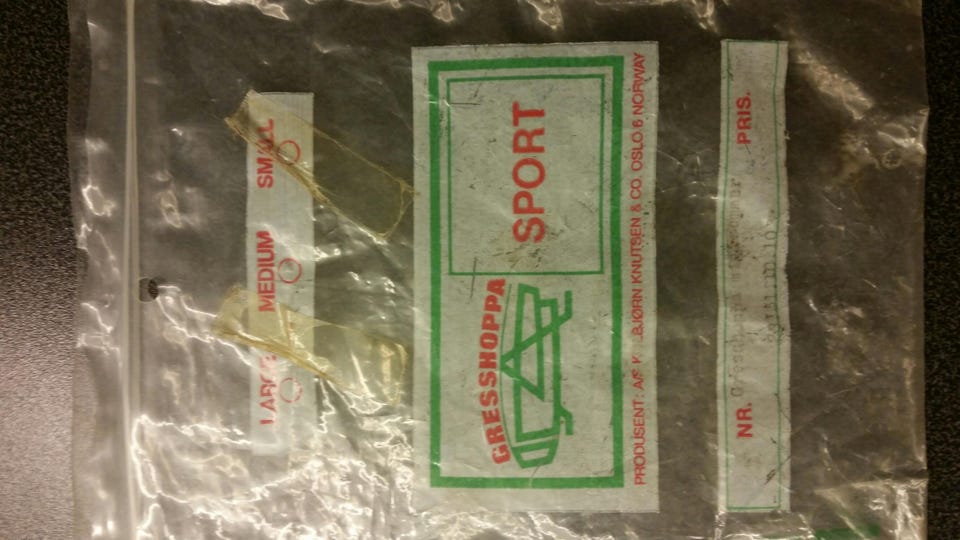 LARGE MEDIUM SMALL
GRESSHOPPA
SPORT
PRODUSENT: A/S BJØRN KNUTSEN & CO. OSLO.6 NORWAY
NR. PRIS.